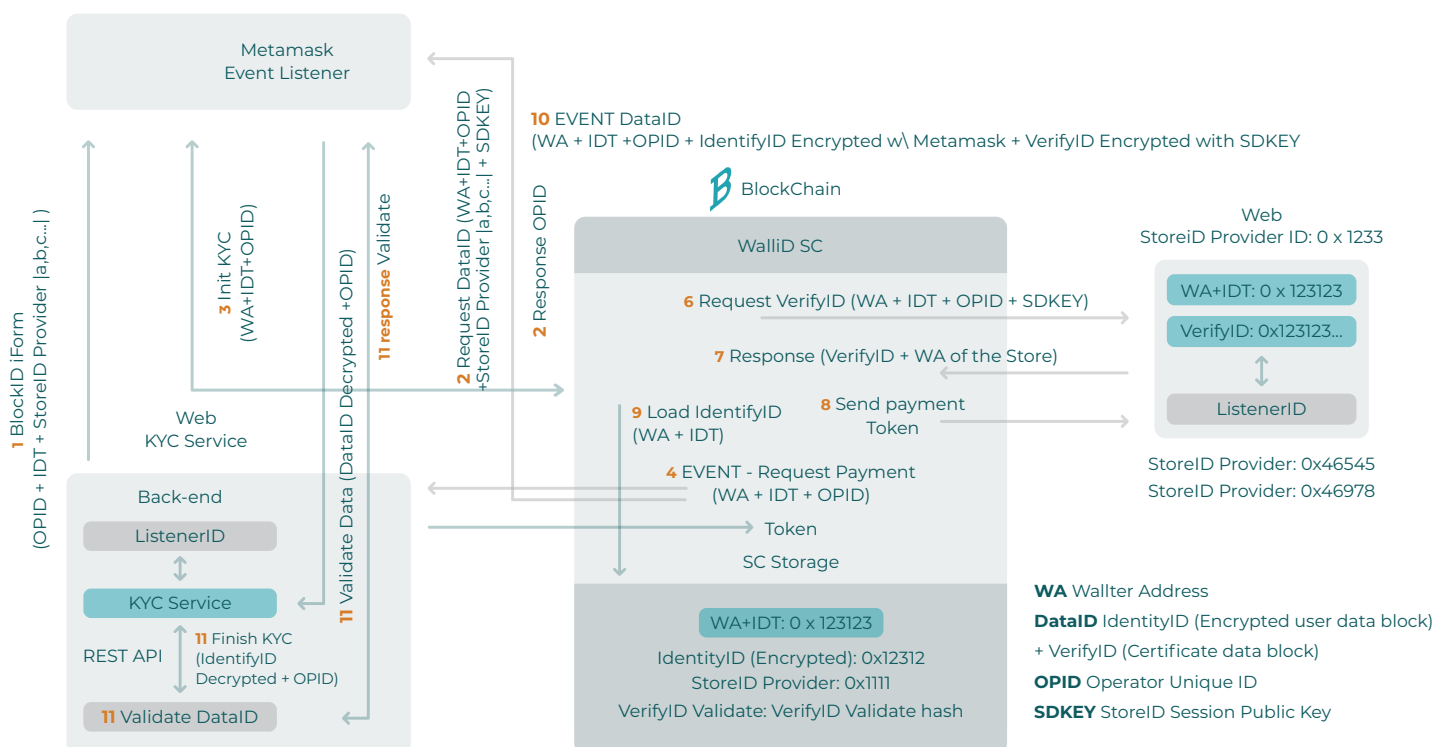 Metamask
Event Listener
1 BlockID iForm
(OPID + IDT + StoreID Provider |a,b,c...| )
3 Init KYC
(WA+IDT+OPID)
11 Validate Data (DataID Decrypted +OPID)
11 response Validate
2 Request DataID (WA+IDT+OPID
+StoreID Provider |a,b,c...| + SDKEY)
2 Response OPID
10 EVENT DataID
(WA + IDT +OPID + IdentifyID Encrypted w\ Metamask + VerifyID Encrypted with SDKEY
BlockChain
WalliD SC
6 Request VerifyID (WA + IDT + OPID + SDKEY)
7 Response (VerifyID + WA of the Store)
9 Load IdentifyID
(WA + IDT)
8 Send payment
Token
4 EVENT - Request Payment
(WA + IDT + OPID)
Token
SC Storage
WA+IDT: 0 x 123123
IdentityID (Encrypted): 0x12312
StoreID Provider: 0x1111
VerifyID Validate: VerifyID Validate hash
Web
StoreiD Provider ID: 0 x 1233
WA+IDT: 0 x 123123
VerifyID: 0x123123...
ListenerID
StoreID Provider: 0x46545
StoreID Provider: 0x46978
Web
KYC Service
Back-end
ListenerID
KYC Service
REST API
11 Finish KYC
(IdentifyID
Decrypted + OPID)
11 Validate DataID
WA Wallter Address
DataID IdentityID (Encrypted user data block)
+ VerifyID (Certificate data block)
OPID Operator Unique ID
SDKEY StoreID Session Public Key